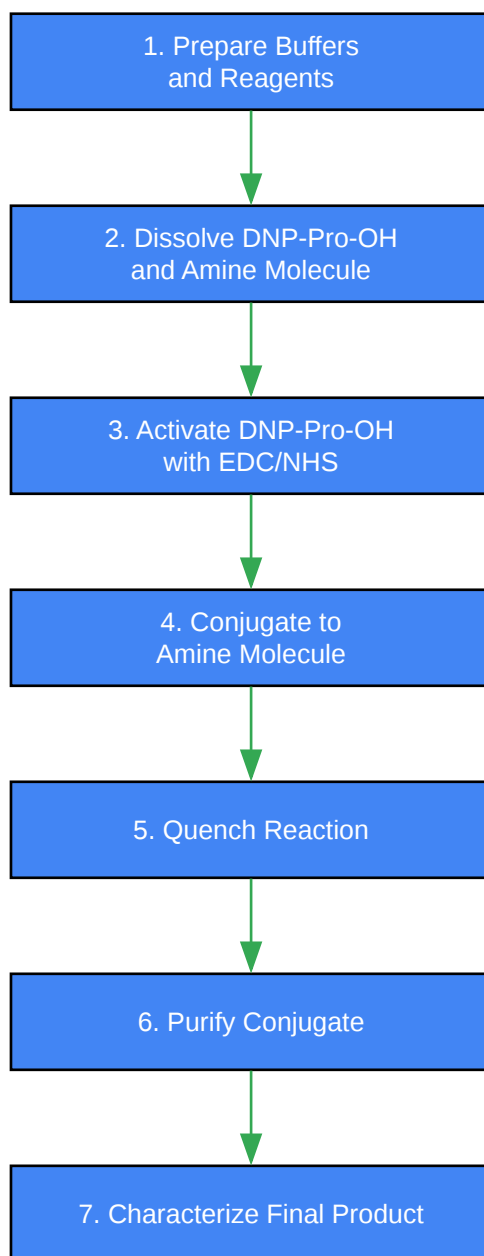 1. Prepare Buffers
and Reagents
2. Dissolve DNP-Pro-OH
and Amine Molecule
3. Activate DNP-Pro-OH
with EDC/NHS
4. Conjugate to
Amine Molecule
5. Quench Reaction
6. Purify Conjugate
7. Characterize Final Product